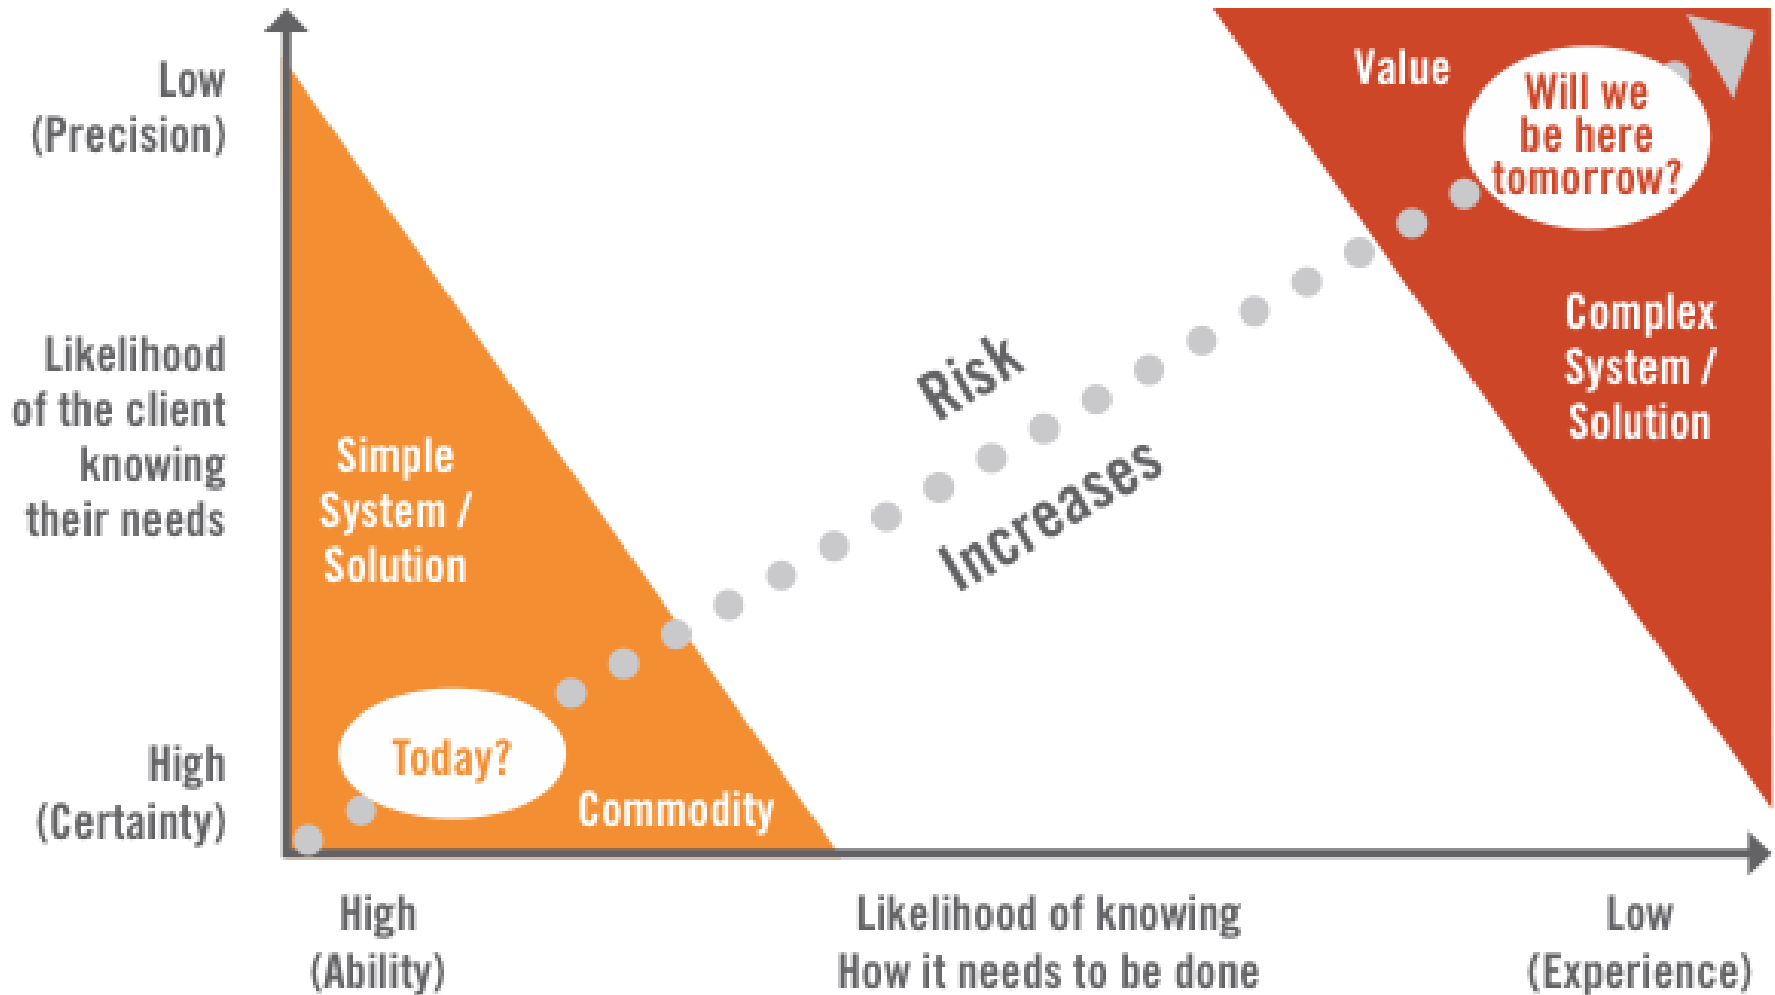 Low
(Precision)
Likelihood
of the client
knowing
their needs
High
(Certainty)
Simple
System /
Solution
Today?
Commodity
Risk
Increases
Value
Will we
be here
tomorrow?
Complex
System /
Solution
High
(Ability)
Likelihood of knowing
How it needs to be done
Low
(Experience)